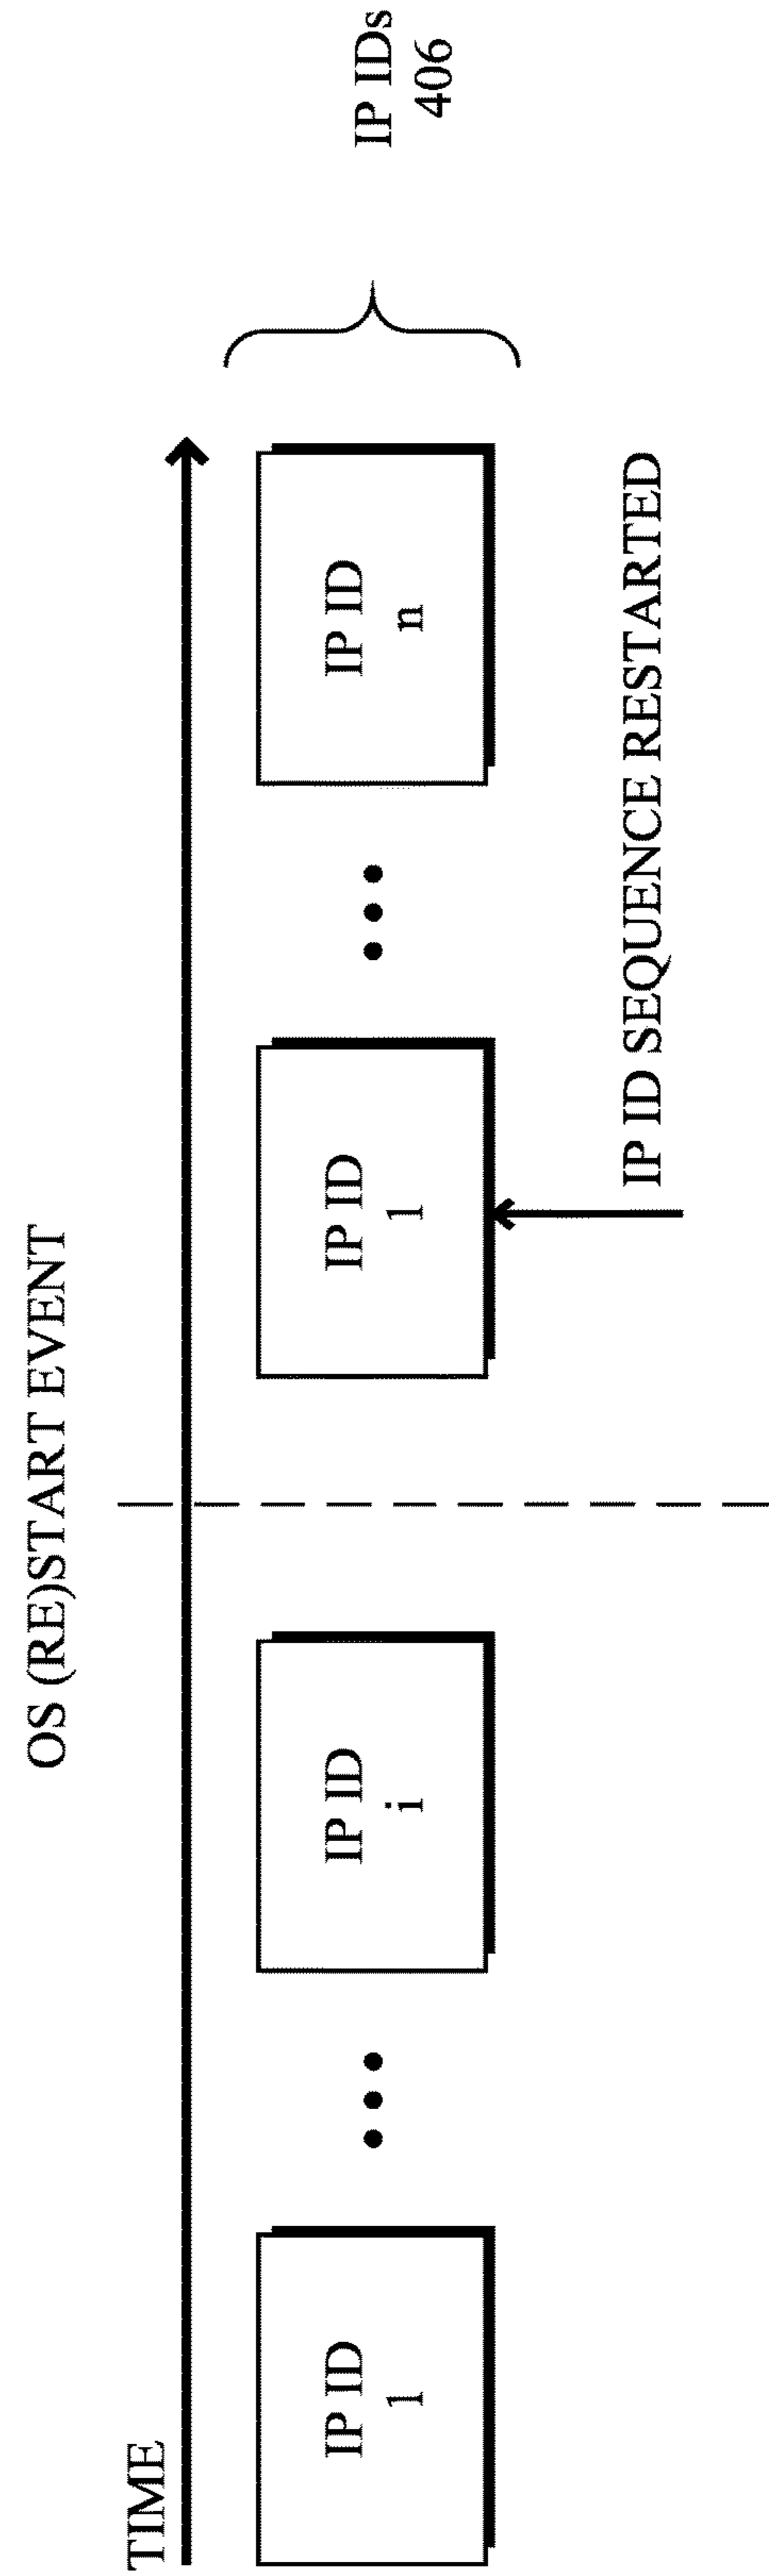 OS (RE)START EVENT
TIME
IP ID
1
IP ID
i
IP ID
1
IP ID
n
IP IDs
406
IP ID SEQUENCE RESTARTED